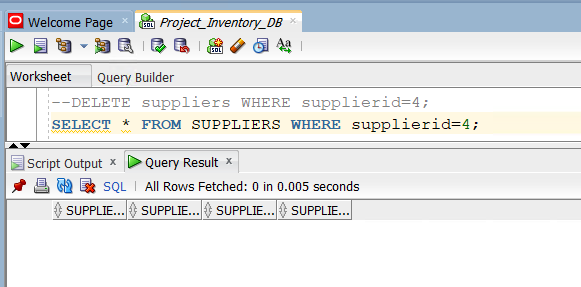 Welcome Page × Project_Inventory_DB ×
Worksheet Query Builder
--DELETE suppliers WHERE supplierid=4;
SELECT * FROM SUPPLIERS WHERE supplierid=4;
Script Output × Query Result ×
SQL | All Rows Fetched: 0 in 0.005 seconds
SUPPLIE... SUPPLIE... SUPPLIE... SUPPLIE...